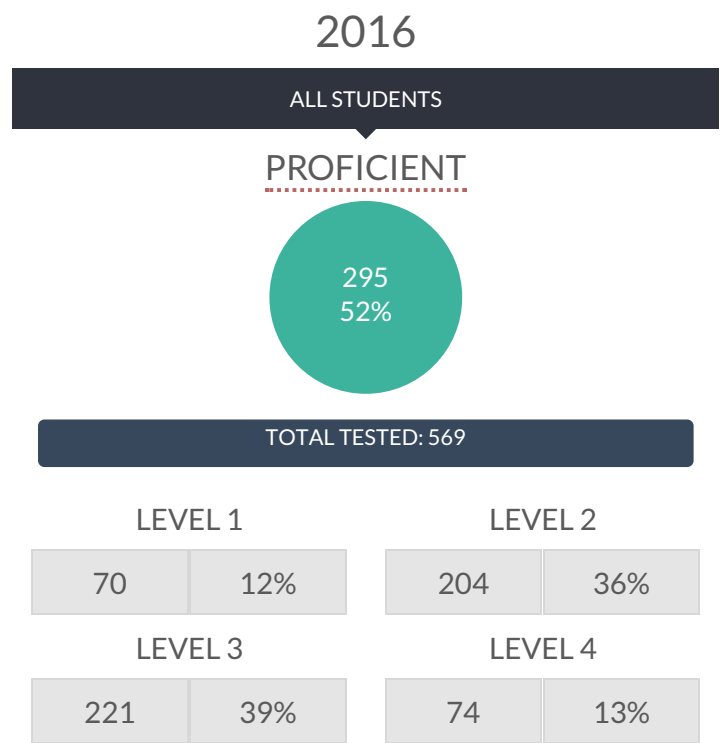 2016
ALL STUDENTS
PROFICIENT
295
52%
TOTAL TESTED: 569
LEVEL 1 LEVEL 2
70 12% 204 36%
LEVEL 3 LEVEL 4
221 39% 74 13%